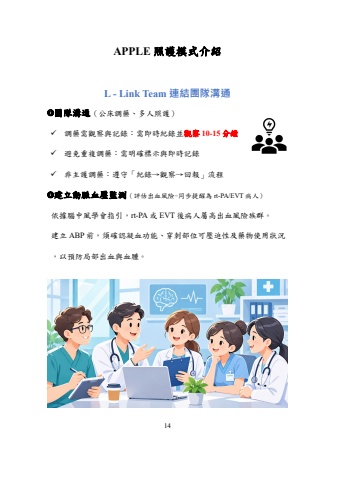 APPLE 照護模式介紹
L - Link Team 連結團隊溝通
✪團隊溝通（公床調藥、多人照護）
✓ 調藥需觀察與記錄：需即時紀錄並觀察 10-15 分鐘
✓ 避免重複調藥：需明確標示與即時記錄
✓ 非主護調藥：遵守「紀錄→觀察→回報」流程
✪建立動脈血壓監測（評估出血風險-同步提醒為 rt-PA/EVT 病人）
依據腦中風學會指引，rt-PA 或 EVT 後病人屬高出血風險族群。
建立 ABP 前，須確認凝血功能、穿刺部位可壓迫性及藥物使用狀況
，以預防局部出血與血腫。
14